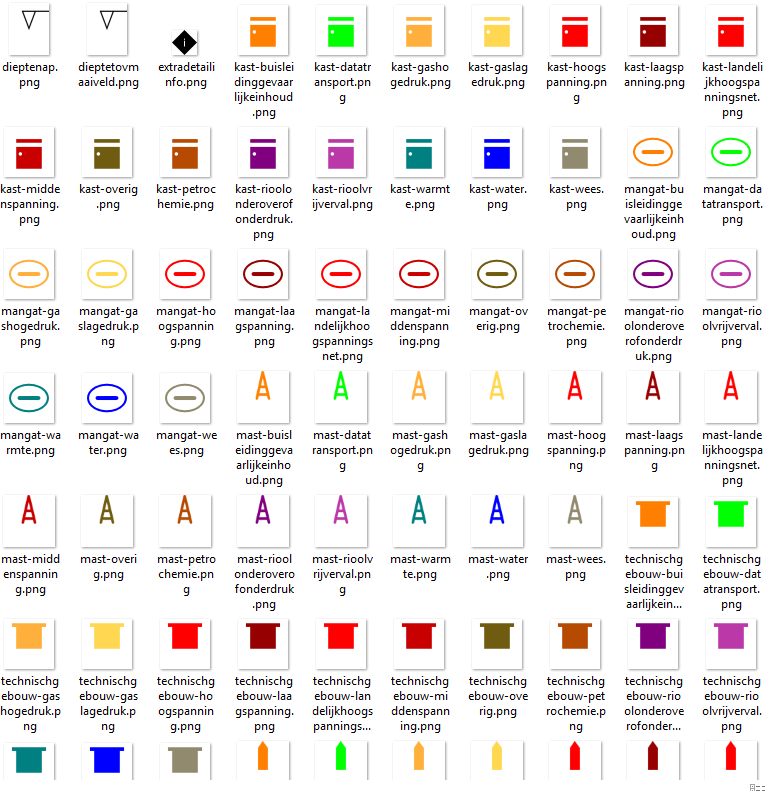 dieptenap.
png
dieptetovm
aaiveld.png
extradetaili
nfo.png
kast-buislei
dinggevaar
lijkeinhoud
.png
kast-datatr
ansport.pn
g
kast-gasho
gedruk.png
kast-gaslag
edruk.png
kast-hoogs
panning.pn
g
kast-laagsp
anning.png
kast-landeli
jkhoogspa
nningsnet.
png
kast-midde
nspanning.
png
kast-overig
.png
kast-petroc
hemie.png
kast-rioolo
nderoverof
onderdruk.
png
kast-rioolvr
ijverval.png
kast-warmt
e.png
kast-water.
png
kast-wees.
png
mangat-bu
isleidingge
vaarlijkeinh
oud.png
mangat-da
tatransport.
png
mangat-ga
shogedruk.
png
mangat-ga
slagedruk.p
ng
mangat-ho
ogspannin
g.png
mangat-laa
gspanning.
png
mangat-la
ndelijkhoo
gspannings
net.png
mangat-mi
ddenspann
ing.png
mangat-ov
erig.png
mangat-pe
trochemie.
png
mangat-rio
olonderove
rofonderdr
uk.png
mangat-rio
olvrijverval.
png
mangat-wa
rmte.png
mangat-wa
ter.png
mangat-we
es.png
mast-buisl
eidinggeva
arlijkeinho
ud.png
mast-datat
ransport.pn
g
mast-gash
ogedruk.pn
g
mast-gasla
gedruk.png
mast-hoog
spanning.p
ng
mast-laags
panning.pn
g
mast-lande
lijkhoogspa
nningsnet.
png
mast-midd
enspannin
g.png
mast-overi
g.png
mast-petro
chemie.pn
g
mast-riool
onderovero
fonderdruk
.png
mast-rioolv
rijverval.pn
g
mast-warm
te.png
mast-water
.png
mast-wees.
png
technischg
ebouw-bui
sleidinggev
aarlijkein...
technischg
ebouw-dat
atransport.
png
technischg
ebouw-gas
hogedruk.p
ng
technischg
ebouw-gas
lagedruk.p
ng
technischg
ebouw-ho
ogspannin
g.png
technischg
ebouw-laa
gspanning.
png
technischg
ebouw-lan
delijkhoogs
pannings...
technischg
ebouw-mi
ddenspann
ing.png
technischg
ebouw-ove
rig.png
technischg
ebouw-pet
rochemie.p
ng
technischg
ebouw-rio
olonderove
rofonder...
technischg
ebouw-rio
olvrijverval.
png